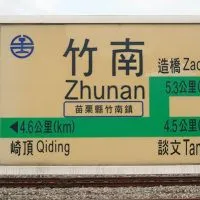 竹南
Zhunan
苗栗縣竹南鎮
造橋
5.3公里
4.6公里(km)
4.5公里
崎頂 Qiding
談文